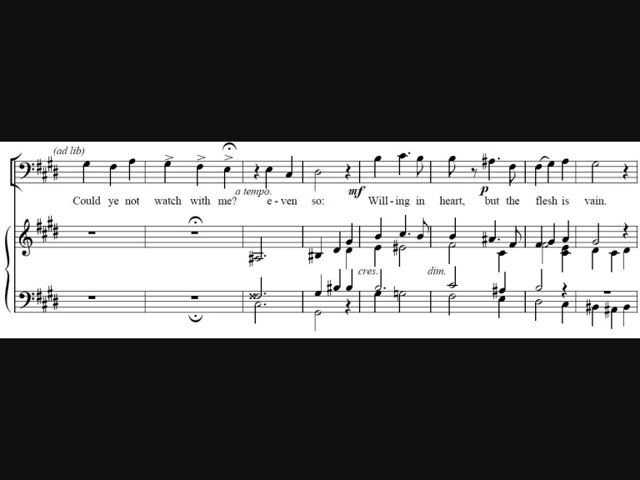 (ad lib)
Could ye not watch with me? e - ven so: Will - ing in heart, but the flesh is vain.
a tempo.
mf
p
cres.
dim.